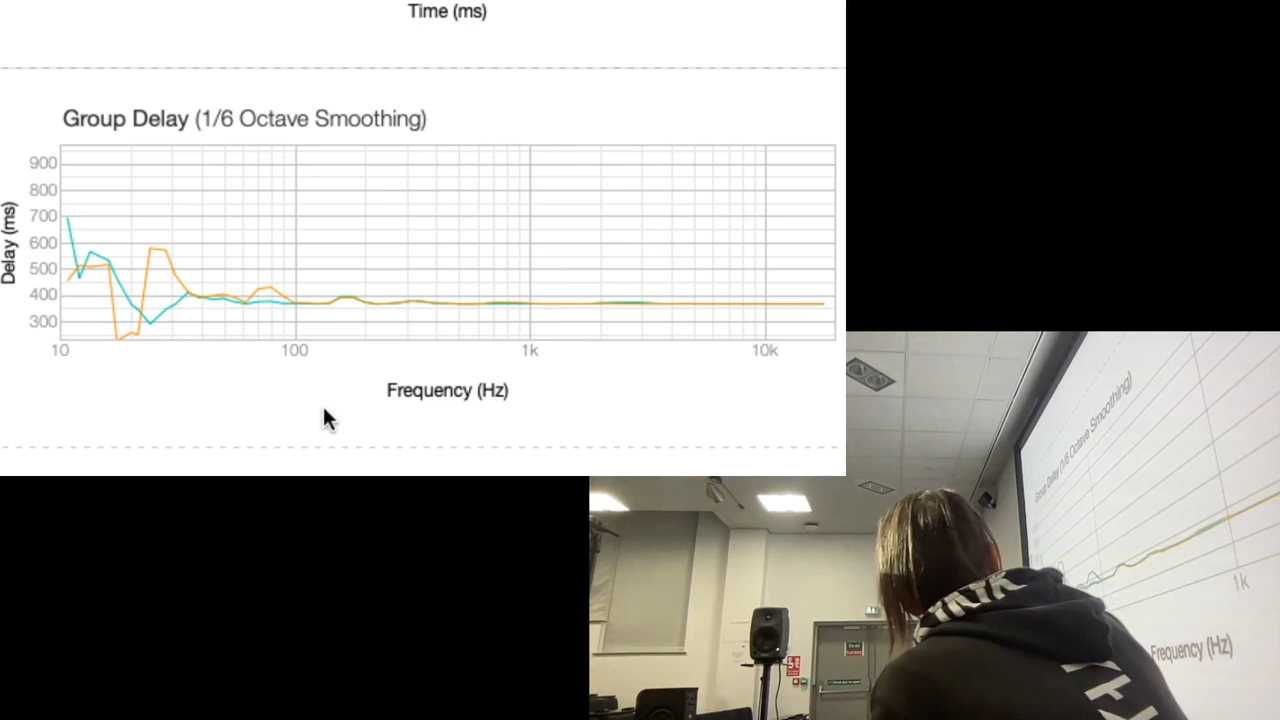 Time (ms)
Group Delay (1/6 Octave Smoothing)
900
800
700
600
500
400
300
Delay (ms)
10
100
1k
10k
Frequency (Hz)
Group Delay (1/6 Octave Smoothing)
1k
Frequency (Hz)